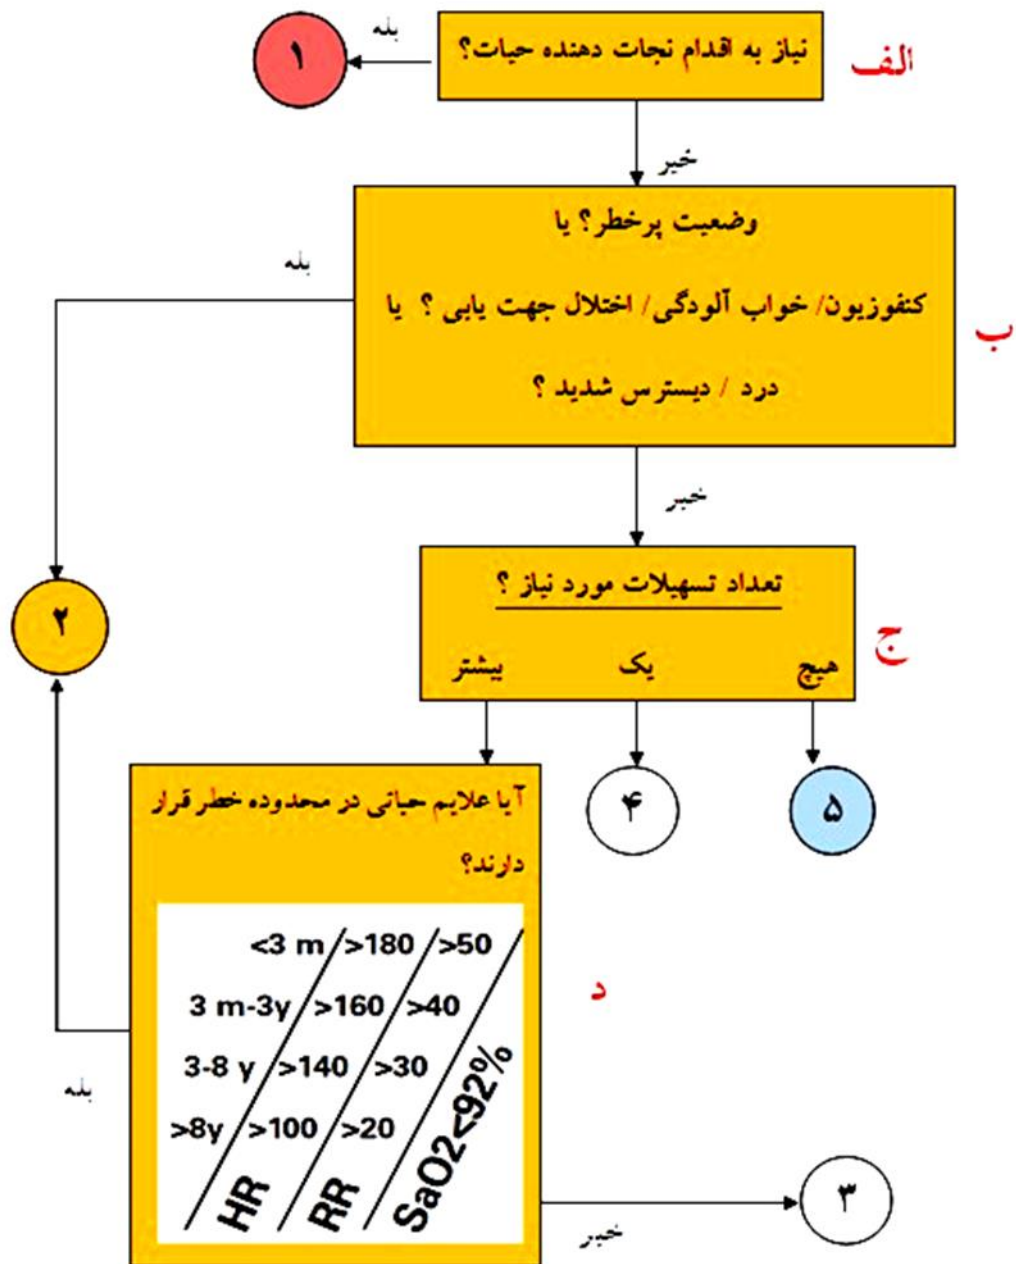 نیاز به اقدام نجات دهنده حیات؟
الف
بله
۱
خیر
وضعیت پرخطر؟ یا
کنفوزیون/ خواب آلودگی/ اختلال جهت یابی ؟ یا
درد / دیسترس شدید ؟
ب
بله
۲
خیر
تعداد تسهیلات مورد نیاز ؟
هیچ یک بیشتر
ج
۵
۴
آیا علایم حیاتی در محدوده خطر قرار
دارند؟
<3 m >180 >50
3 m-3y >160 >40
3-8 y >140 >30
>8y >100 >20
HR RR SaO2<92%
د
بله
خیر
۳